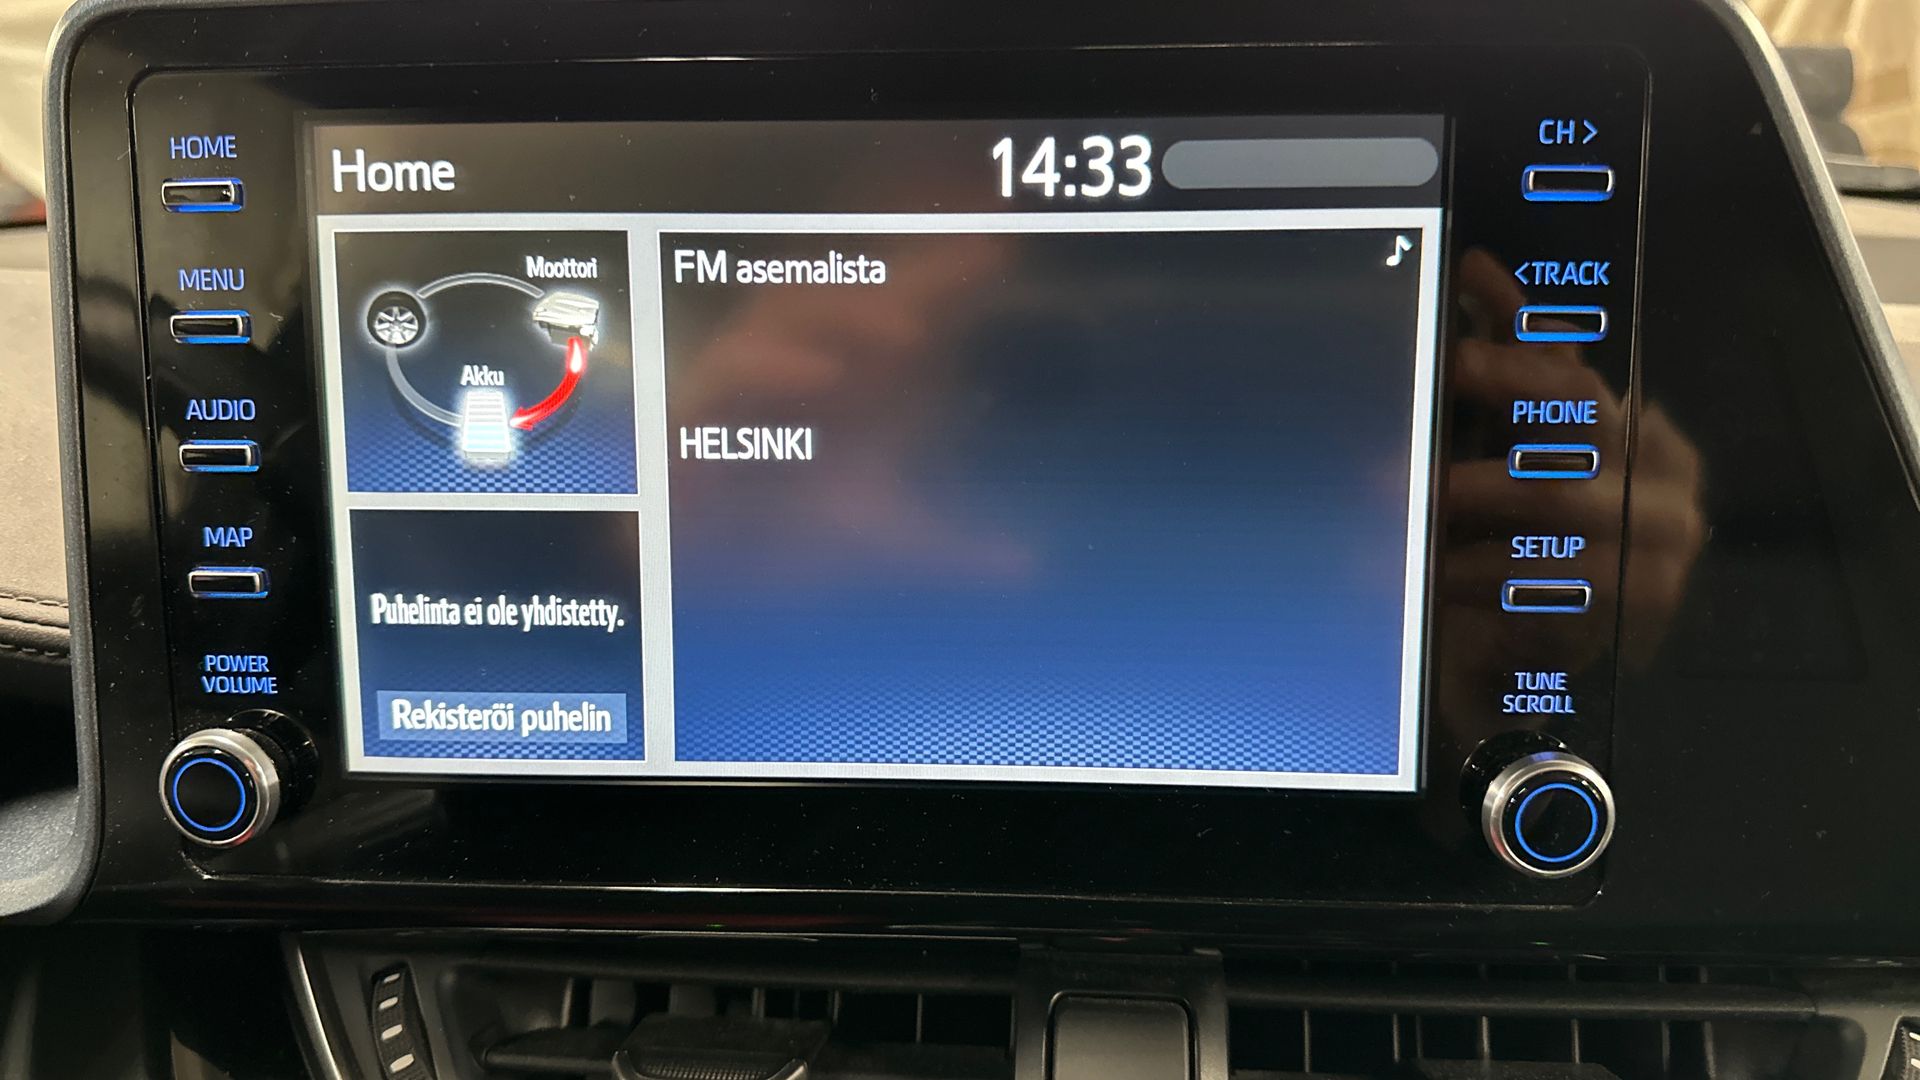 HOME
MENU
AUDIO
MAP
POWER
VOLUME
Home
14:33
Moottori
Akku
Puhelinta ei ole yhdistetty.
Rekisteröi puhelin
FM asemalista
HELSINKI
CH >
<TRACK
PHONE
SETUP
TUNE
SCROLL